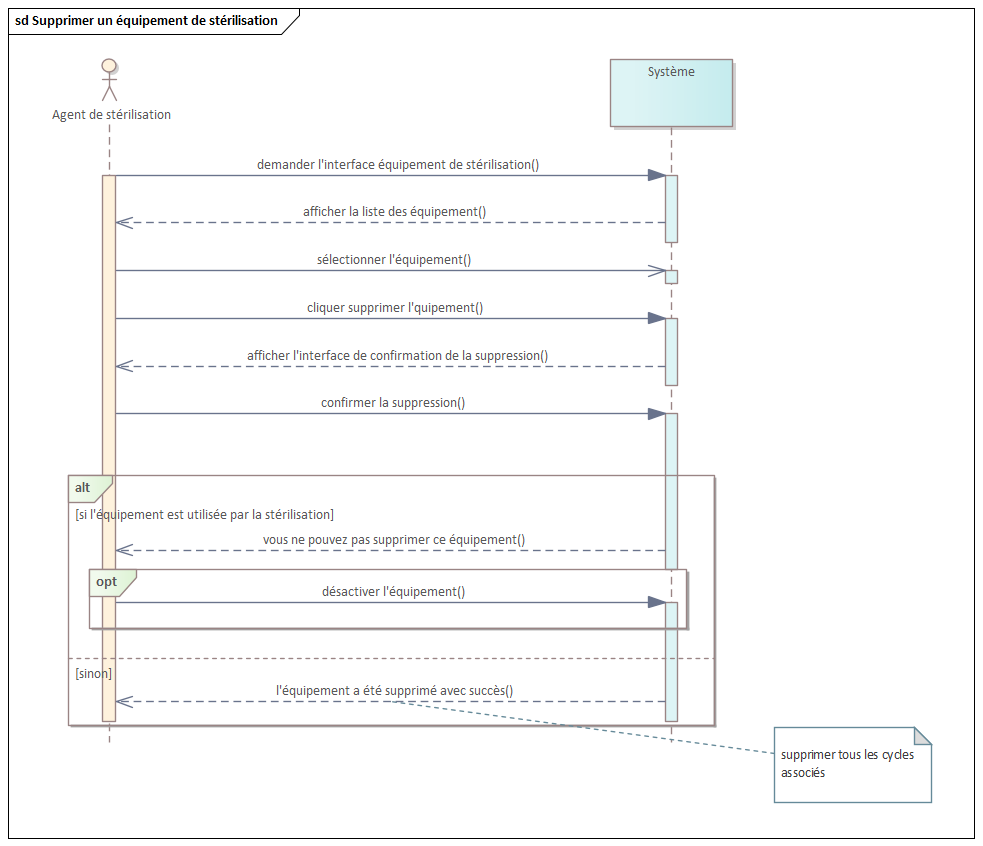 sd Supprimer un équipement de stérilisation
Agent de stérilisation
Système
demander l'interface équipement de stérilisation()
afficher la liste des équipement()
sélectionner l'équipement()
cliquer supprimer l'quipement()
afficher l'interface de confirmation de la suppression()
confirmer la suppression()
alt
[si l'équipement est utilisée par la stérilisation]
vous ne pouvez pas supprimer ce équipement()
opt
désactiver l'équipement()
[sinon]
l'équipement a été supprimé avec succès()
supprimer tous les cycles
associés